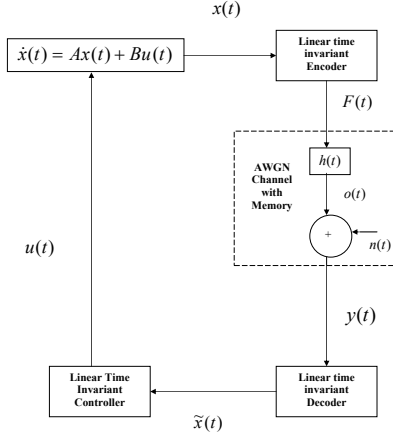 x(t)
ẋ(t) = Ax(t) + Bu(t)
Linear time
invariant
Encoder
F(t)
AWGN
Channel
with
Memory
h(t)
o(t)
+
n(t)
u(t)
y(t)
Linear Time
Invariant
Controller
Linear time
invariant
Decoder
x̃(t)